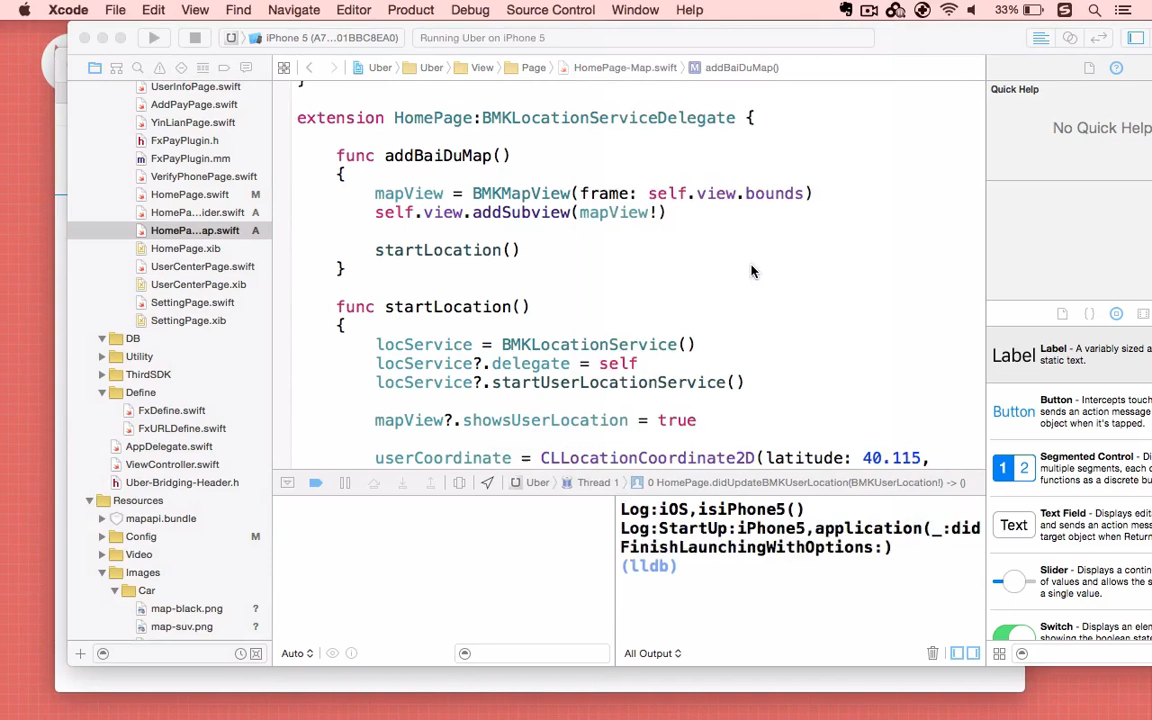 Xcode File Edit View Find Navigate Editor Product Debug Source Control Window Help 33%
iPhone 5 (A7...01BBC8EA0) Running Uber on iPhone 5
Uber Uber View Page HomePage-Map.swift M addBaiDuMap()
UserInfoPage.swift
AddPayPage.swift
YinLianPage.swift
FxPayPlugin.h
FxPayPlugin.mm
VerifyPhonePage.swift
HomePage.swift M
HomePa...ider.swift A
HomePa...ap.swift A
HomePage.xib
UserCenterPage.swift
UserCenterPage.xib
SettingPage.swift
SettingPage.xib
DB
Utility
ThirdSDK
Define
FxDefine.swift
FxURLDefine.swift
AppDelegate.swift
ViewController.swift
Uber-Bridging-Header.h
Resources
mapapi.bundle
Config M
Video
Images
Car
map-black.png ?
map-suv.png ?
extension HomePage:BMKLocationServiceDelegate {
func addBaiDuMap()
{
mapView = BMKMapView(frame: self.view.bounds)
self.view.addSubview(mapView!)
startLocation()
}
func startLocation()
{
locService = BMKLocationService()
locService?.delegate = self
locService?.startUserLocationService()
mapView?.showsUserLocation = true
userCoordinate = CLLocationCoordinate2D(latitude: 40.115,
Uber Thread 1 0 HomePage.didUpdateBMKUserLocation(BMKUserLocation!) -> ()
Log:iOS,isiPhone5()
Log:StartUp:iPhone5,application(_:did
FinishLaunchingWithOptions:)
(lldb)
Auto
All Output
Quick Help
No Quick Help
Label
Label - A variably sized a
static text.
Button
Button - Intercepts touch
sends an action message
object when it's tapped.
1 2
Segmented Control -
multiple segments, each
functions as a discrete bu
Text
Text Field - Displays edit
and sends an action mess
target object when Return
Slider - Displays a contin
of values and allows the s
a single value.
Switch - Displays an elem
showing the boolean state